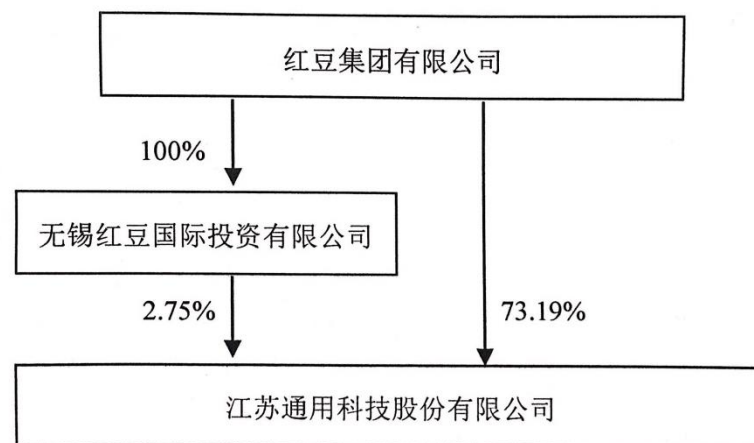 红豆集团有限公司
100%
无锡红豆国际投资有限公司
2.75%
73.19%
江苏通用科技股份有限公司